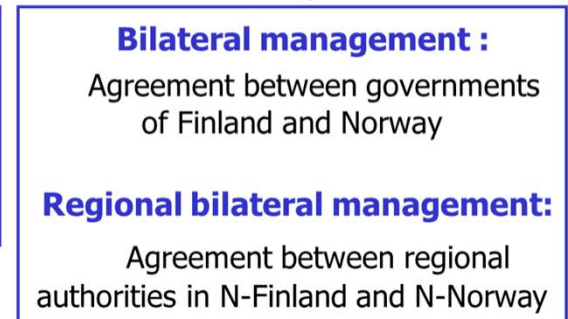 Bilateral management :
Agreement between governments
of Finland and Norway
Regional bilateral management:
Agreement between regional
authorities in N-Finland and N-Norway